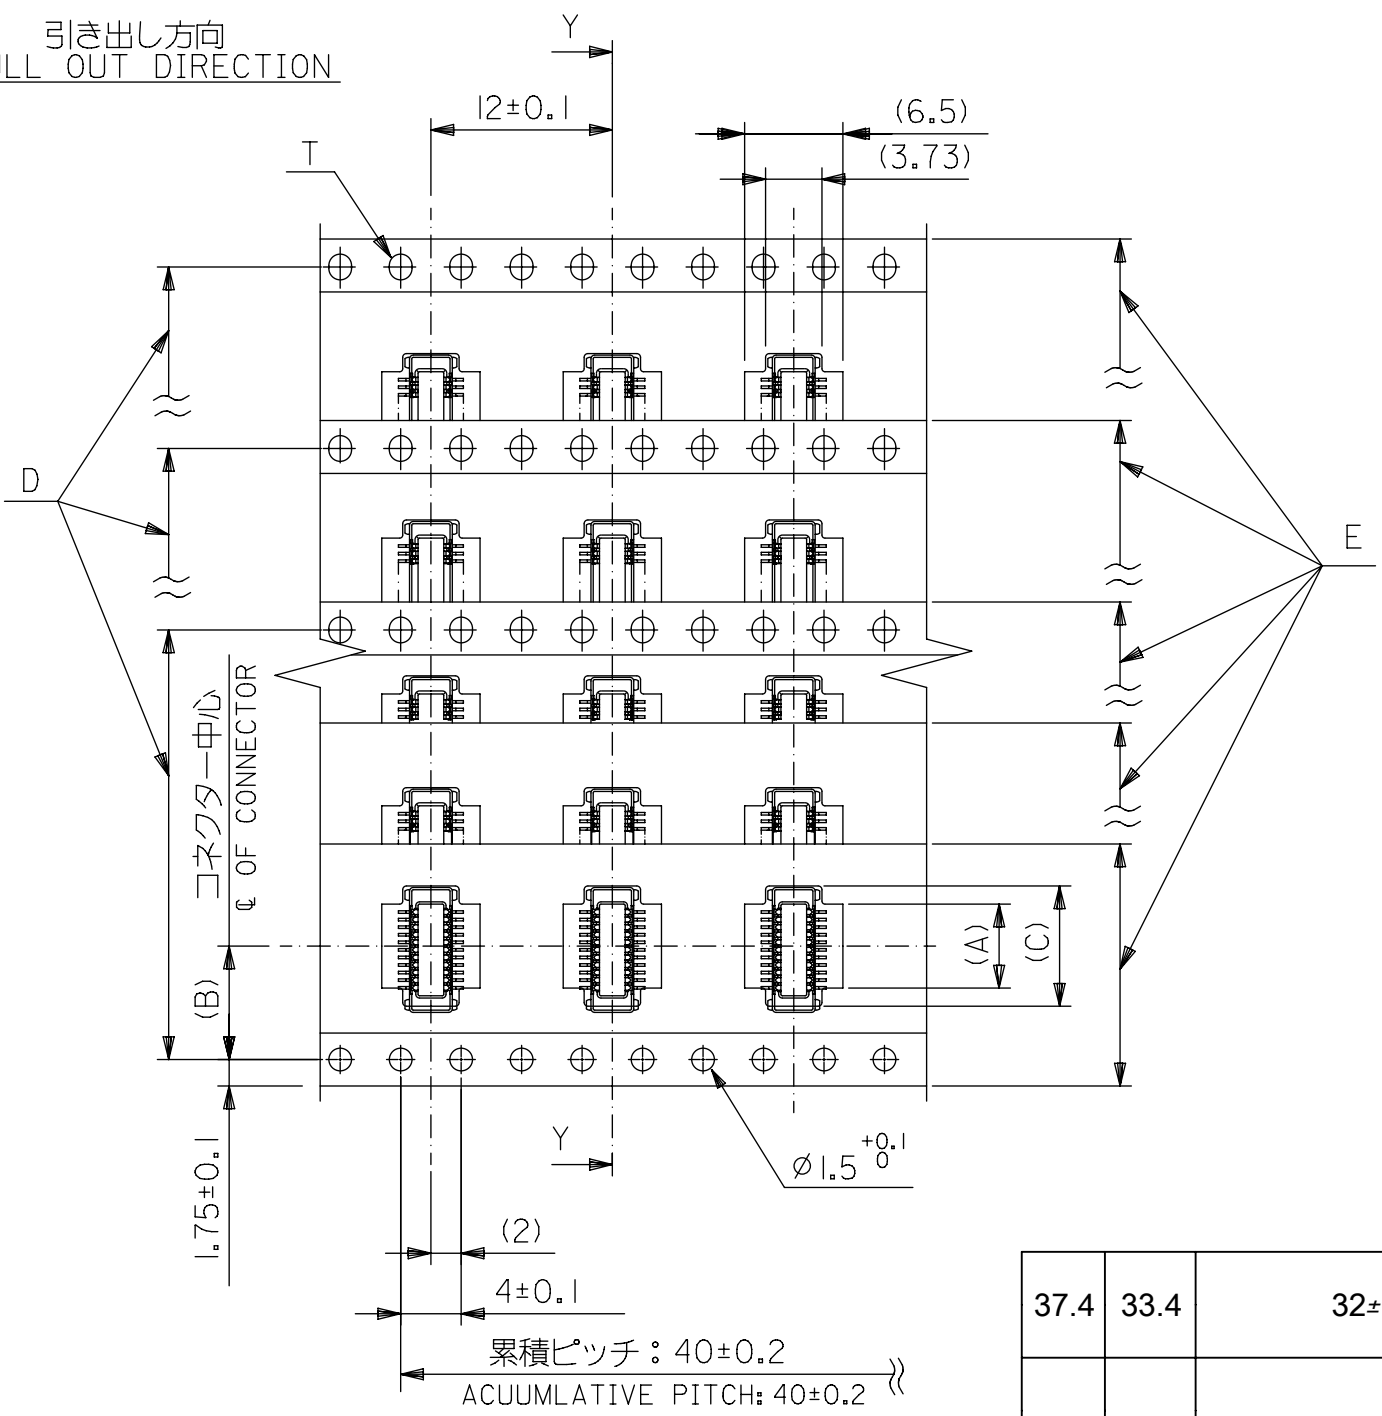 引き出し方向
LL OUT DIRECTION
Y
12±0.1
(6.5)
(3.73)
T
D
E
コネクター中心
℄ OF CONNECTOR
(A)
(C)
(B)
1.75±0.1
Y
Ø1.5 +0.1 0
(2)
4±0.1
累積ピッチ：40±0.2
ACUUMLATIVE PITCH: 40±0.2
37.4 33.4 32±